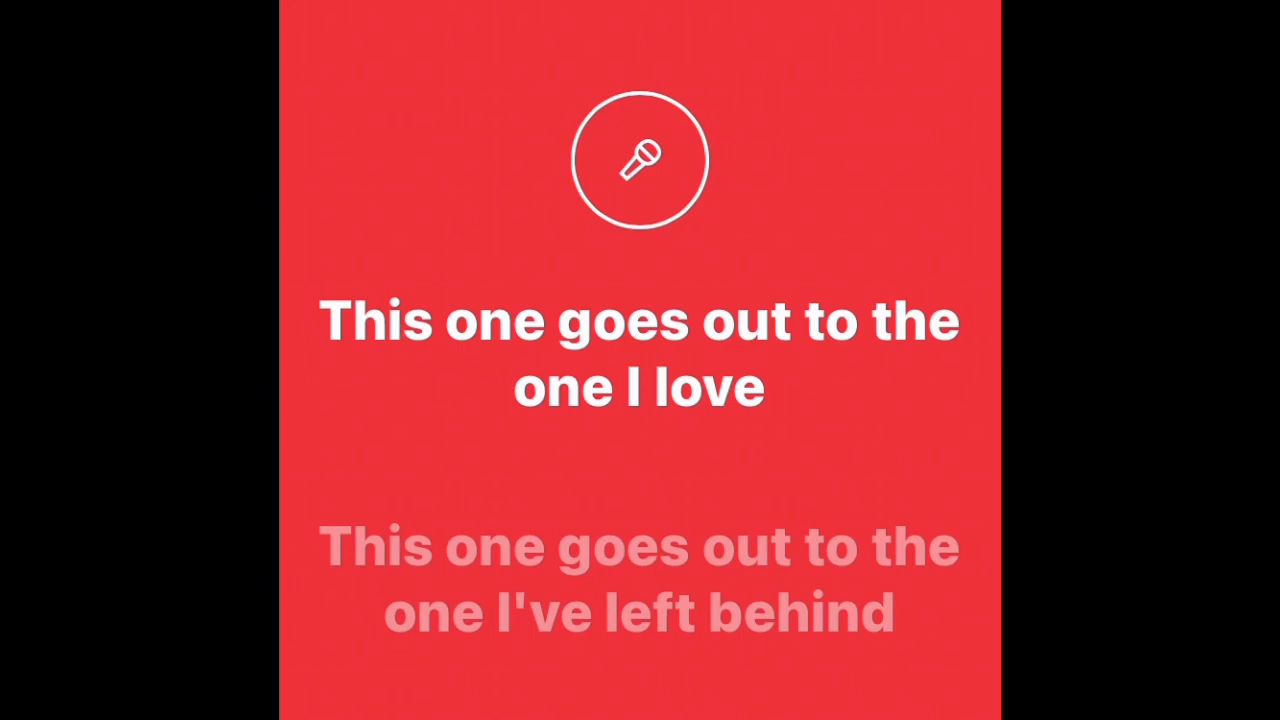 This one goes out to the
one I love
This one goes out to the
one I've left behind